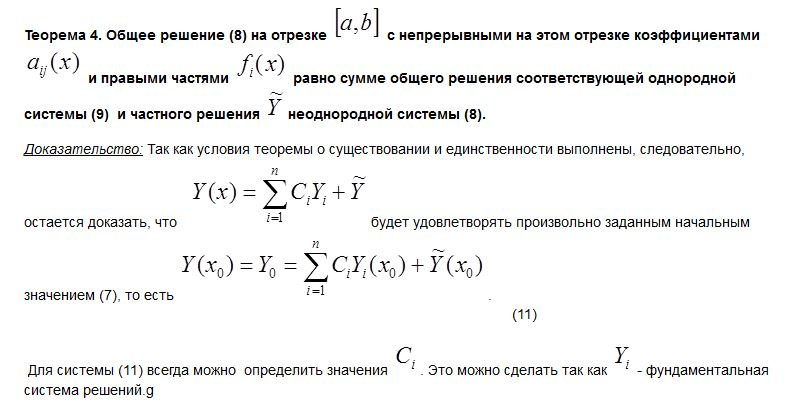 Теорема 4. Общее решение (8) на отрезке [a,b] с непрерывными на этом отрезке коэффициентами
a_{ij}(x) и правыми частями f_i(x) равно сумме общего решения соответствующей однородной
системы (9) и частного решения \tilde{Y} неоднородной системы (8).
Доказательство: Так как условия теоремы о существовании и единственности выполнены, следовательно,
остается доказать, что Y(x) = \sum_{i=1}^{n} C_i Y_i + \tilde{Y} будет удовлетворять произвольно заданным начальным
значением (7), то есть Y(x_0) = Y_0 = \sum_{i=1}^{n} C_i Y_i(x_0) + \tilde{Y}(x_0) .
(11)
Для системы (11) всегда можно определить значения C_i . Это можно сделать так как Y_i - фундаментальная
система решений.g